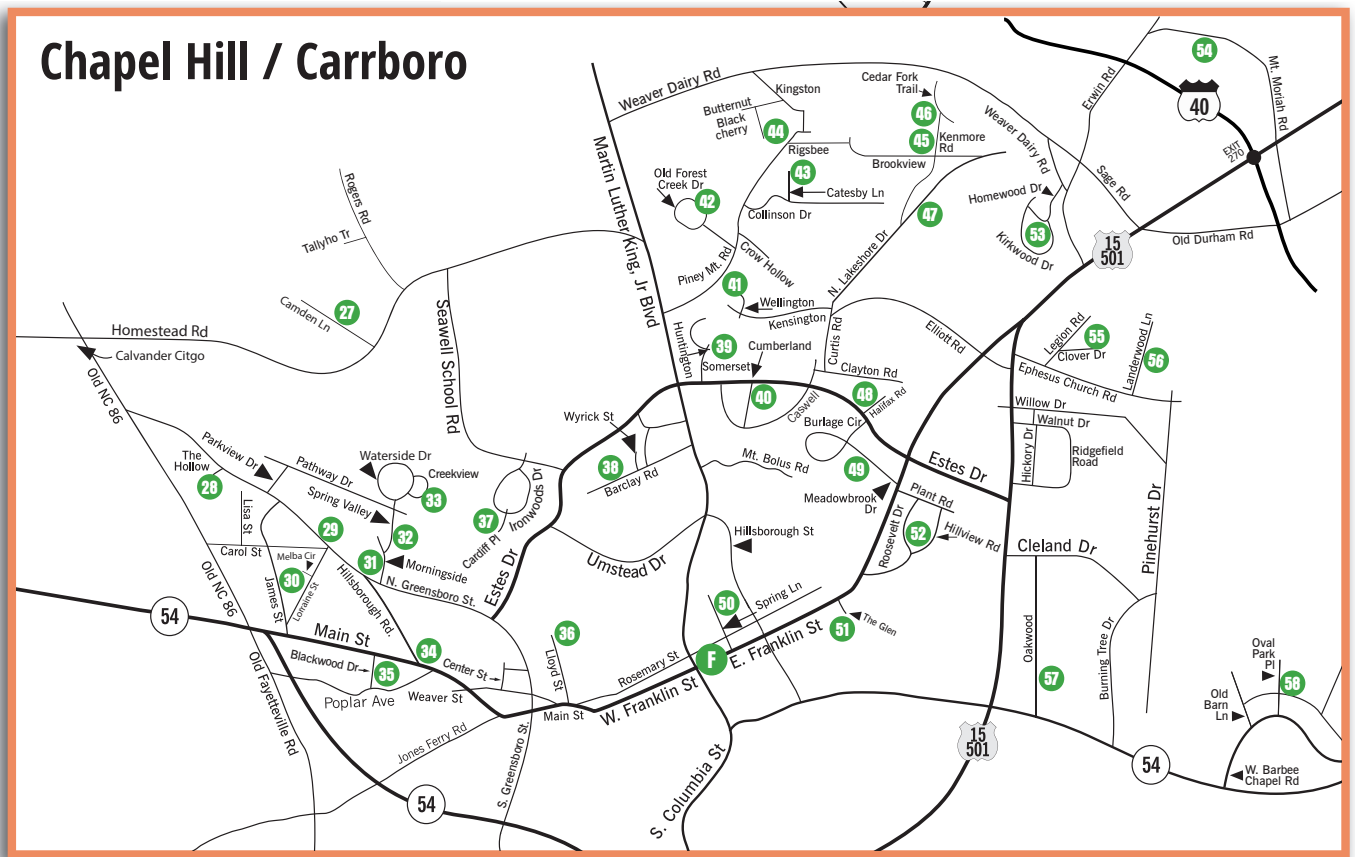 Chapel Hill / Carrboro
54
40
Mt. Moriah Rd
EXIT
270
Erwin Rd
Weaver Dairy Rd
Kingston
Butternut
Black
cherry
44
Cedar Fork
Trail
46
45
Kenmore
Rd
Weaver Dairy Rd
Martin Luther King, Jr Blvd
Rigsbee
Brookview
43
Catesby Ln
Old Forest
Creek Dr
42
Collinson Dr
47
Homewood Dr
Sage Rd
53
Kirkwood Dr
15
501
Old Durham Rd
Rogers Rd
Tallyho Tr
Camden Ln
27
Homestead Rd
Calvander Citgo
Old NC 86
Seawell School Rd
Piney Mt. Rd
Crow Hollow
41
Wellington
Kensington
N. Lakeshore Dr
Huntington
39
Somerset
Cumberland
40
Caswell
Curtis Rd
Clayton Rd
48
Halifax Rd
Elliott Rd
Legion Rd
55
Clover Dr
Landerwood Ln
56
Ephesus Church Rd
Willow Dr
Walnut Dr
Hickory Dr
Ridgefield
Road
Pinehurst Dr
Burlage Cir
49
Meadowbrook
Dr
Estes Dr
Plant Rd
Roosevelt Dr
52
Hillview Rd
Cleland Dr
Wyrick St
38
Barclay Rd
Mt. Bolus Rd
Parkview Dr
The
Hollow
28
Pathway Dr
Waterside Dr
Creekview
33
Spring Valley
32
Lisa St
29
Carol St
Melba Cir
30
Lorraine St
James St
31
Morningside
Hillsborough Rd.
N. Greensboro St.
37
Cardiff Pl
Ironwoods Dr
Estes Dr
Umstead Dr
Hillsborough St
50
Spring Ln
51
The Glen
Old NC 86
54
Main St
34
Center St
Blackwood Dr
35
Poplar Ave
Weaver St
36
Lloyd St
Main St
Rosemary St
F
W. Franklin St
E. Franklin St
Old Fayetteville Rd
Jones Ferry Rd
S. Greensboro St.
54
S. Columbia St
15
501
Oakwood
57
Burning Tree Dr
54
Oval
Park
Pl
58
Old
Barn
Ln
W. Barbee
Chapel Rd